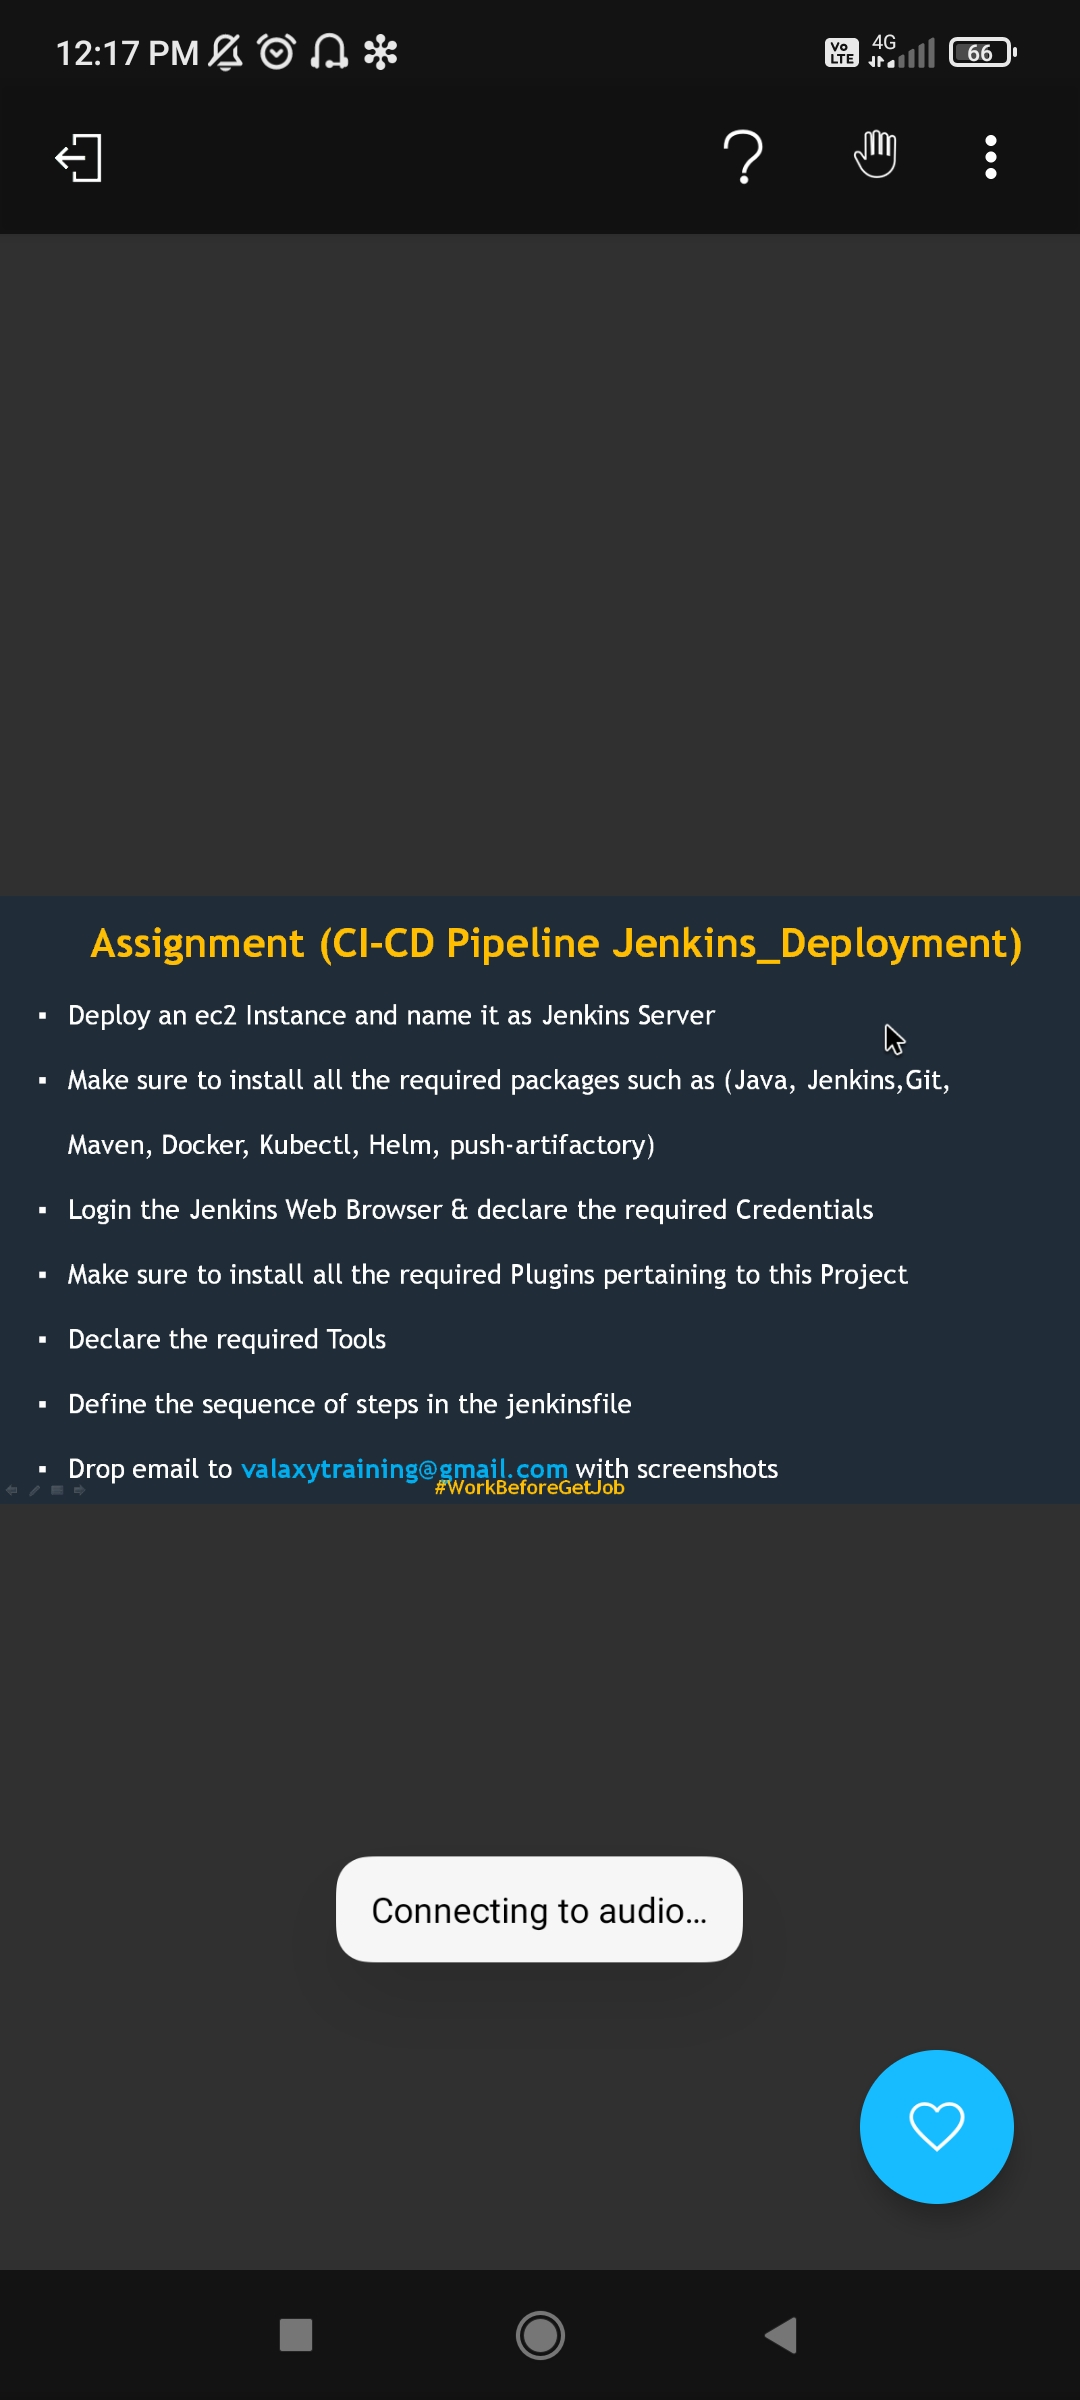 12:17 PM
Vo
LTE
4G
66
Assignment (CI-CD Pipeline Jenkins_Deployment)
▪ Deploy an ec2 Instance and name it as Jenkins Server
▪ Make sure to install all the required packages such as (Java, Jenkins,Git,
Maven, Docker, Kubectl, Helm, push-artifactory)
▪ Login the Jenkins Web Browser & declare the required Credentials
▪ Make sure to install all the required Plugins pertaining to this Project
▪ Declare the required Tools
▪ Define the sequence of steps in the jenkinsfile
▪ Drop email to valaxytraining@gmail.com with screenshots
#WorkBeforeGetJob
Connecting to audio...